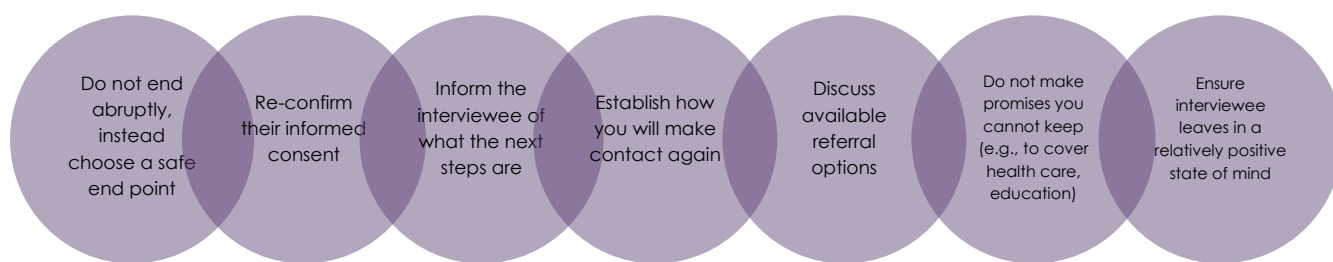 Do not end
abruptly,
instead
choose a safe
end point
Re-confirm
their informed
consent
Inform the
interviewee of
what the next
steps are
Establish how
you will make
contact again
Discuss
available
referral
options
Do not make
promises you
cannot keep
(e.g., to cover
health care,
education)
Ensure
interviewee
leaves in a
relatively positive
state of mind